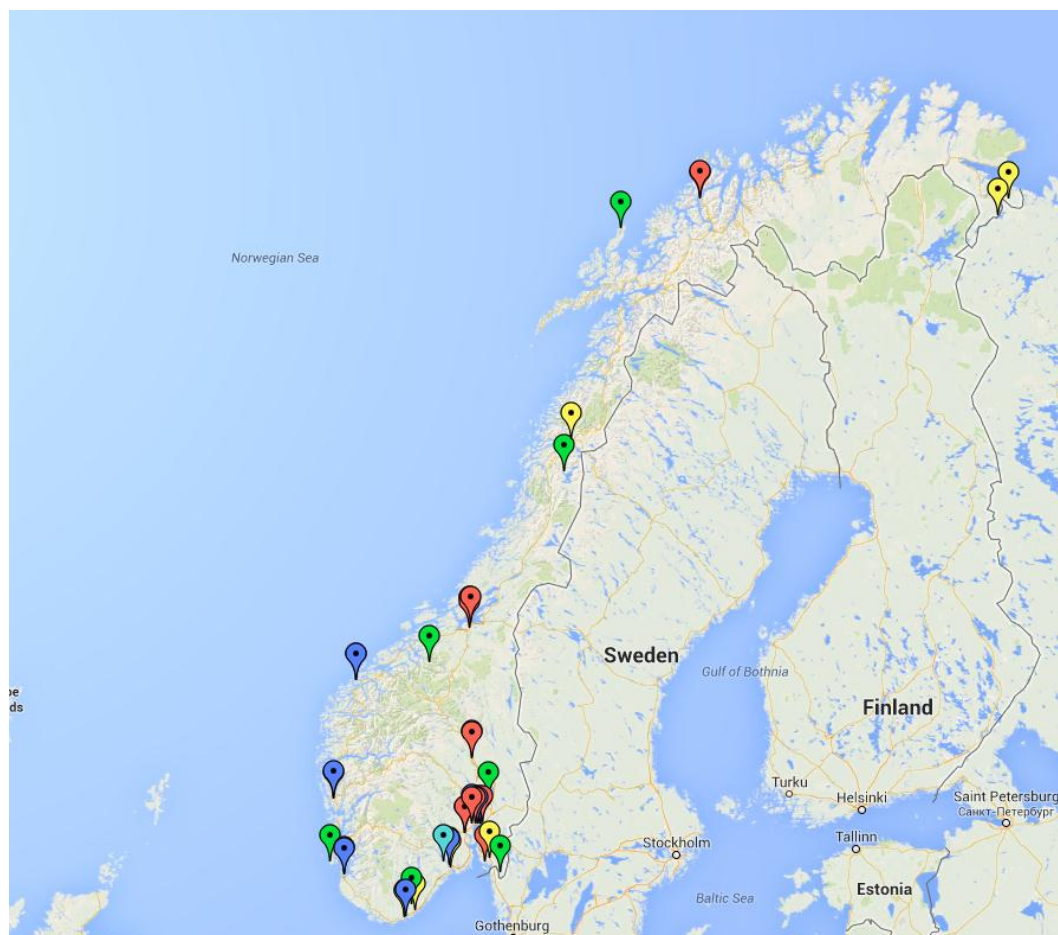 Norwegian Sea
Sweden
Gulf of Bothnia
Finland
Turku
Helsinki
Saint Petersburg
Санкт-Петербург
Tallinn
Stockholm
Estonia
Baltic Sea
Gothenburg